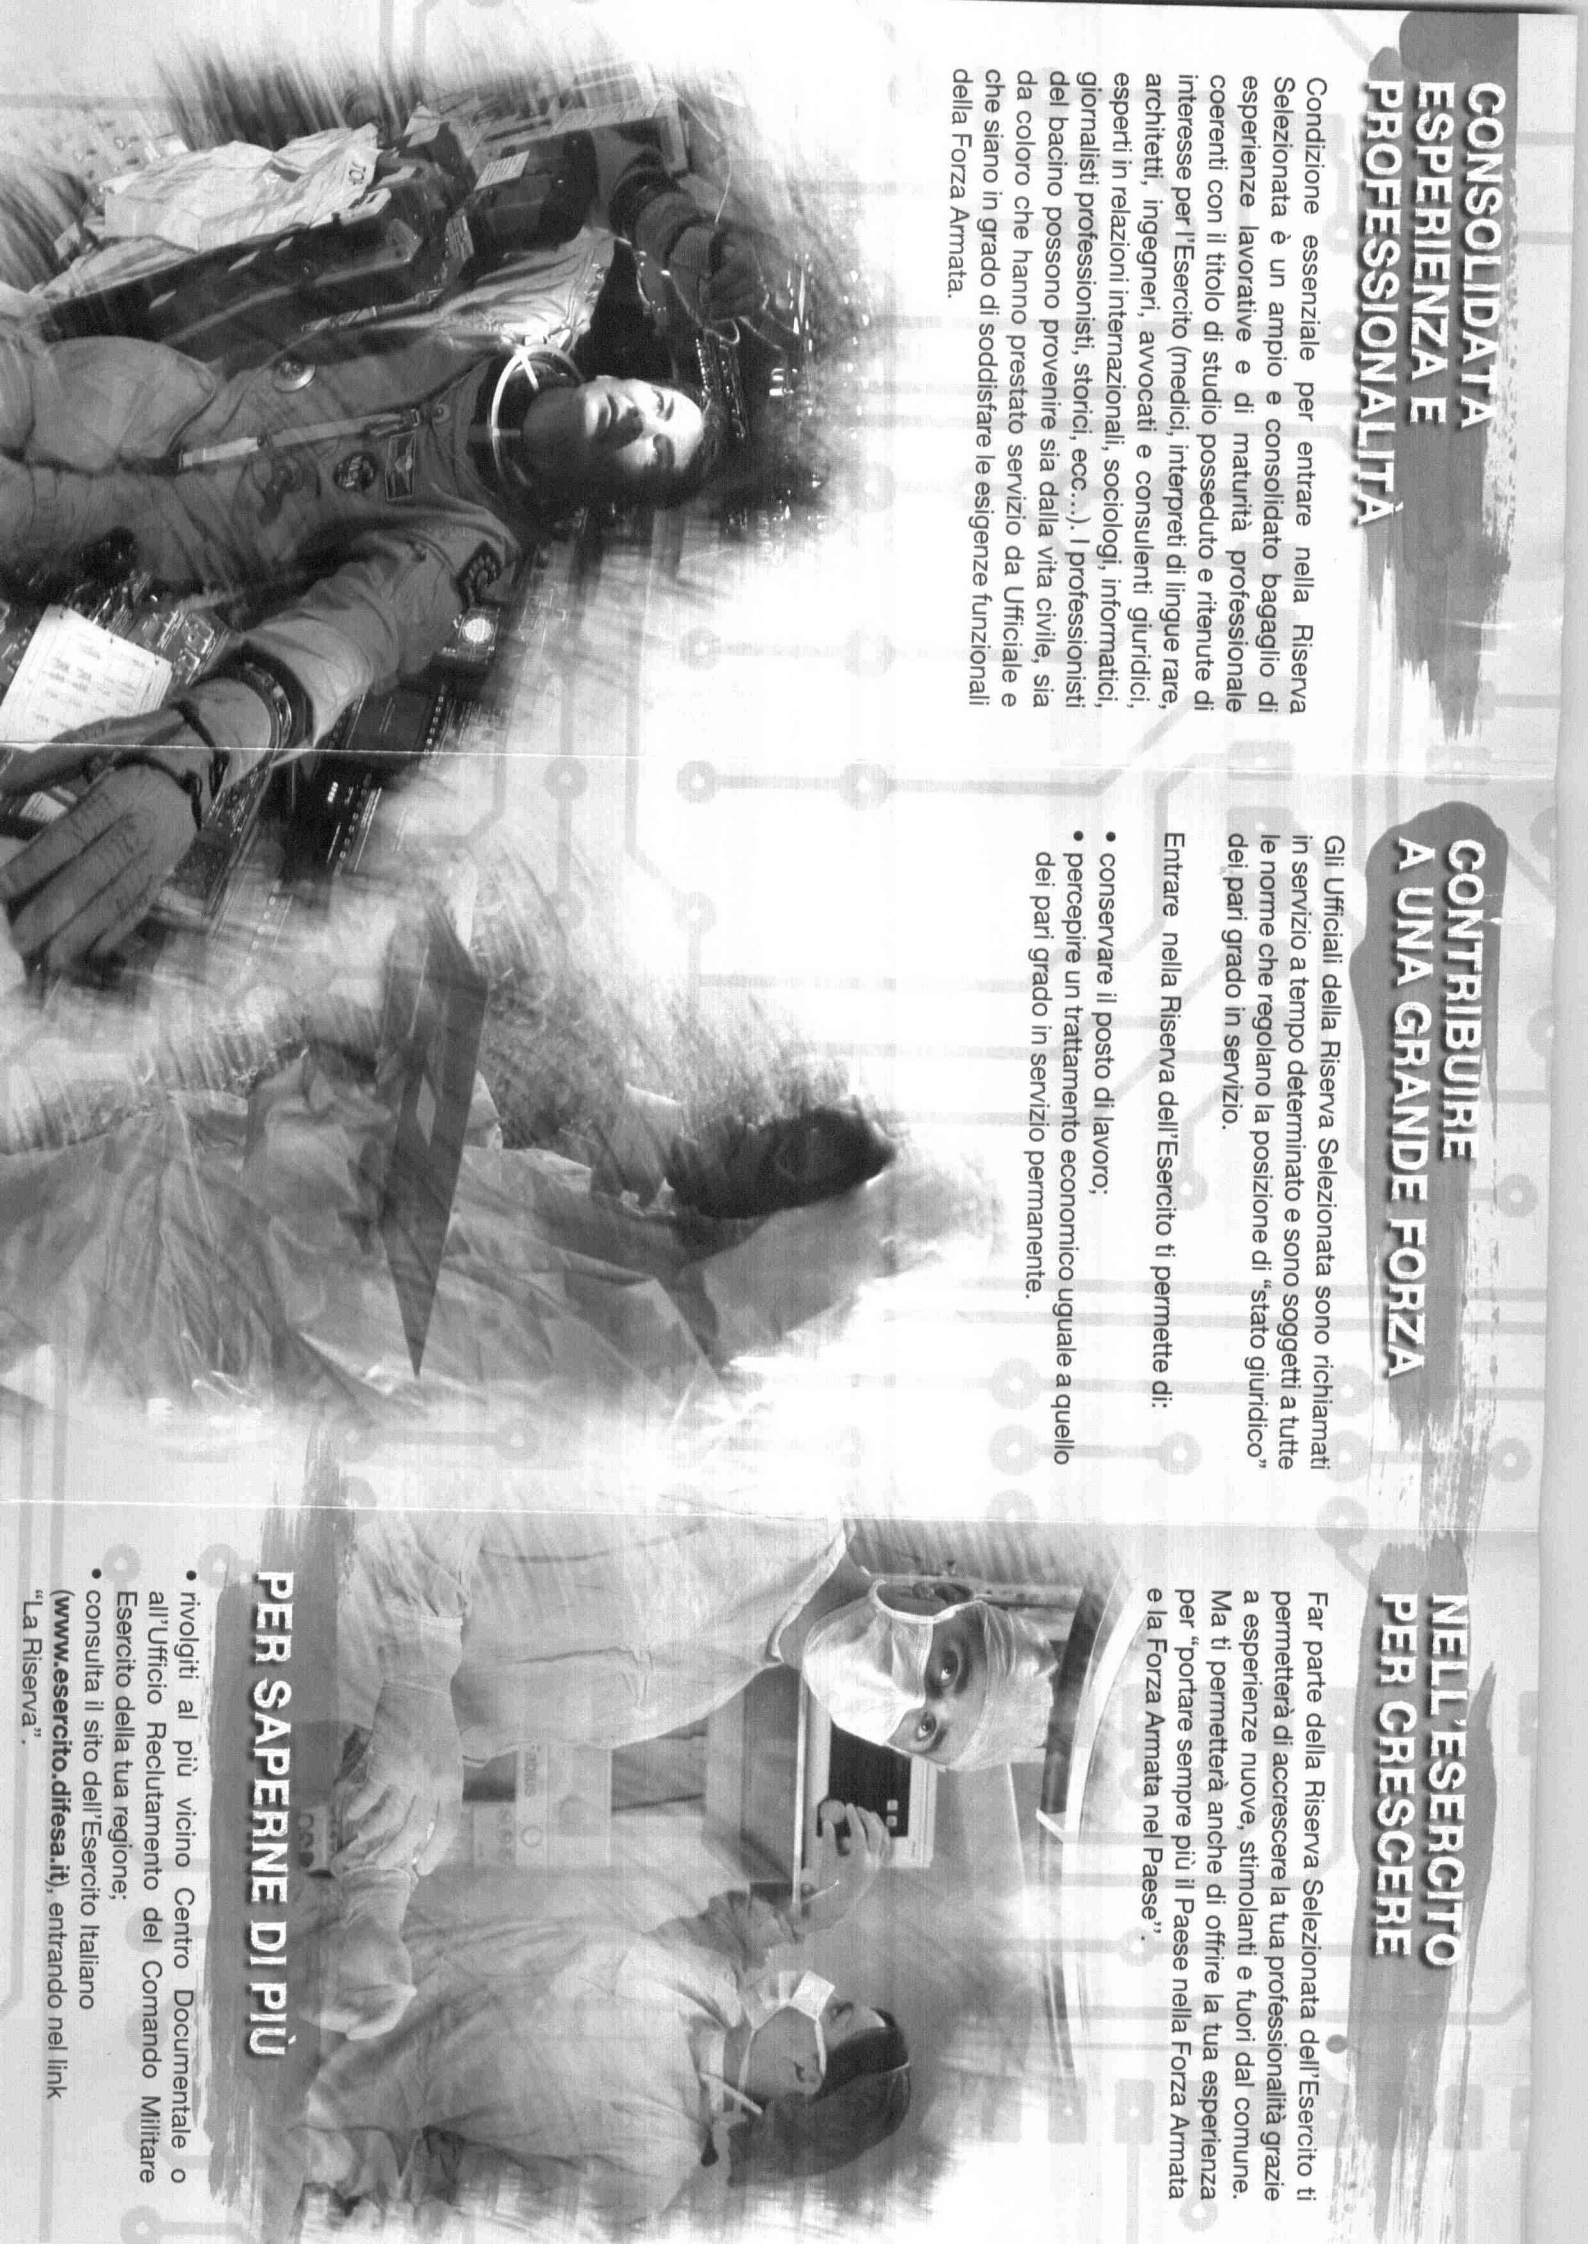 CONSOLIDATA
ESPERIENZA E
PROFESSIONALITÀ
Condizione essenziale per entrare nella Riserva
Selezionata è un ampio e consolidato bagaglio di
esperienze lavorative e di maturità professionale
coerenti con il titolo di studio posseduto e ritenute di
interesse per l'Esercito (medici, interpreti di lingue rare,
architetti, ingegneri, avvocati e consulenti giuridici,
esperti in relazioni internazionali, sociologi, informatici,
giornalisti professionisti, storici, ecc...). I professionisti
del bacino possono provenire sia dalla vita civile, sia
da coloro che hanno prestato servizio da Ufficiale e
che siano in grado di soddisfare le esigenze funzionali
della Forza Armata.
CONTRIBUIRE
A UNA GRANDE FORZA
Gli Ufficiali della Riserva Selezionata sono richiamati
in servizio a tempo determinato e sono soggetti a tutte
le norme che regolano la posizione di “stato giuridico”
dei pari grado in servizio.
Entrare nella Riserva dell'Esercito ti permette di:
• conservare il posto di lavoro;
• percepire un trattamento economico uguale a quello
dei pari grado in servizio permanente.
NELL'ESERCITO
PER CRESCERE
Far parte della Riserva Selezionata dell'Esercito ti
permetterà di accrescere la tua professionalità grazie
a esperienze nuove, stimolanti e fuori dal comune.
Ma ti permetterà anche di offrire la tua esperienza
per “portare sempre più il Paese nella Forza Armata
e la Forza Armata nel Paese”.
PER SAPERNE DI PIÙ
• rivolgiti al più vicino Centro Documentale o
all'Ufficio Reclutamento del Comando Militare
Esercito della tua regione;
• consulta il sito dell'Esercito Italiano
(www.esercito.difesa.it), entrando nel link
“La Riserva”.